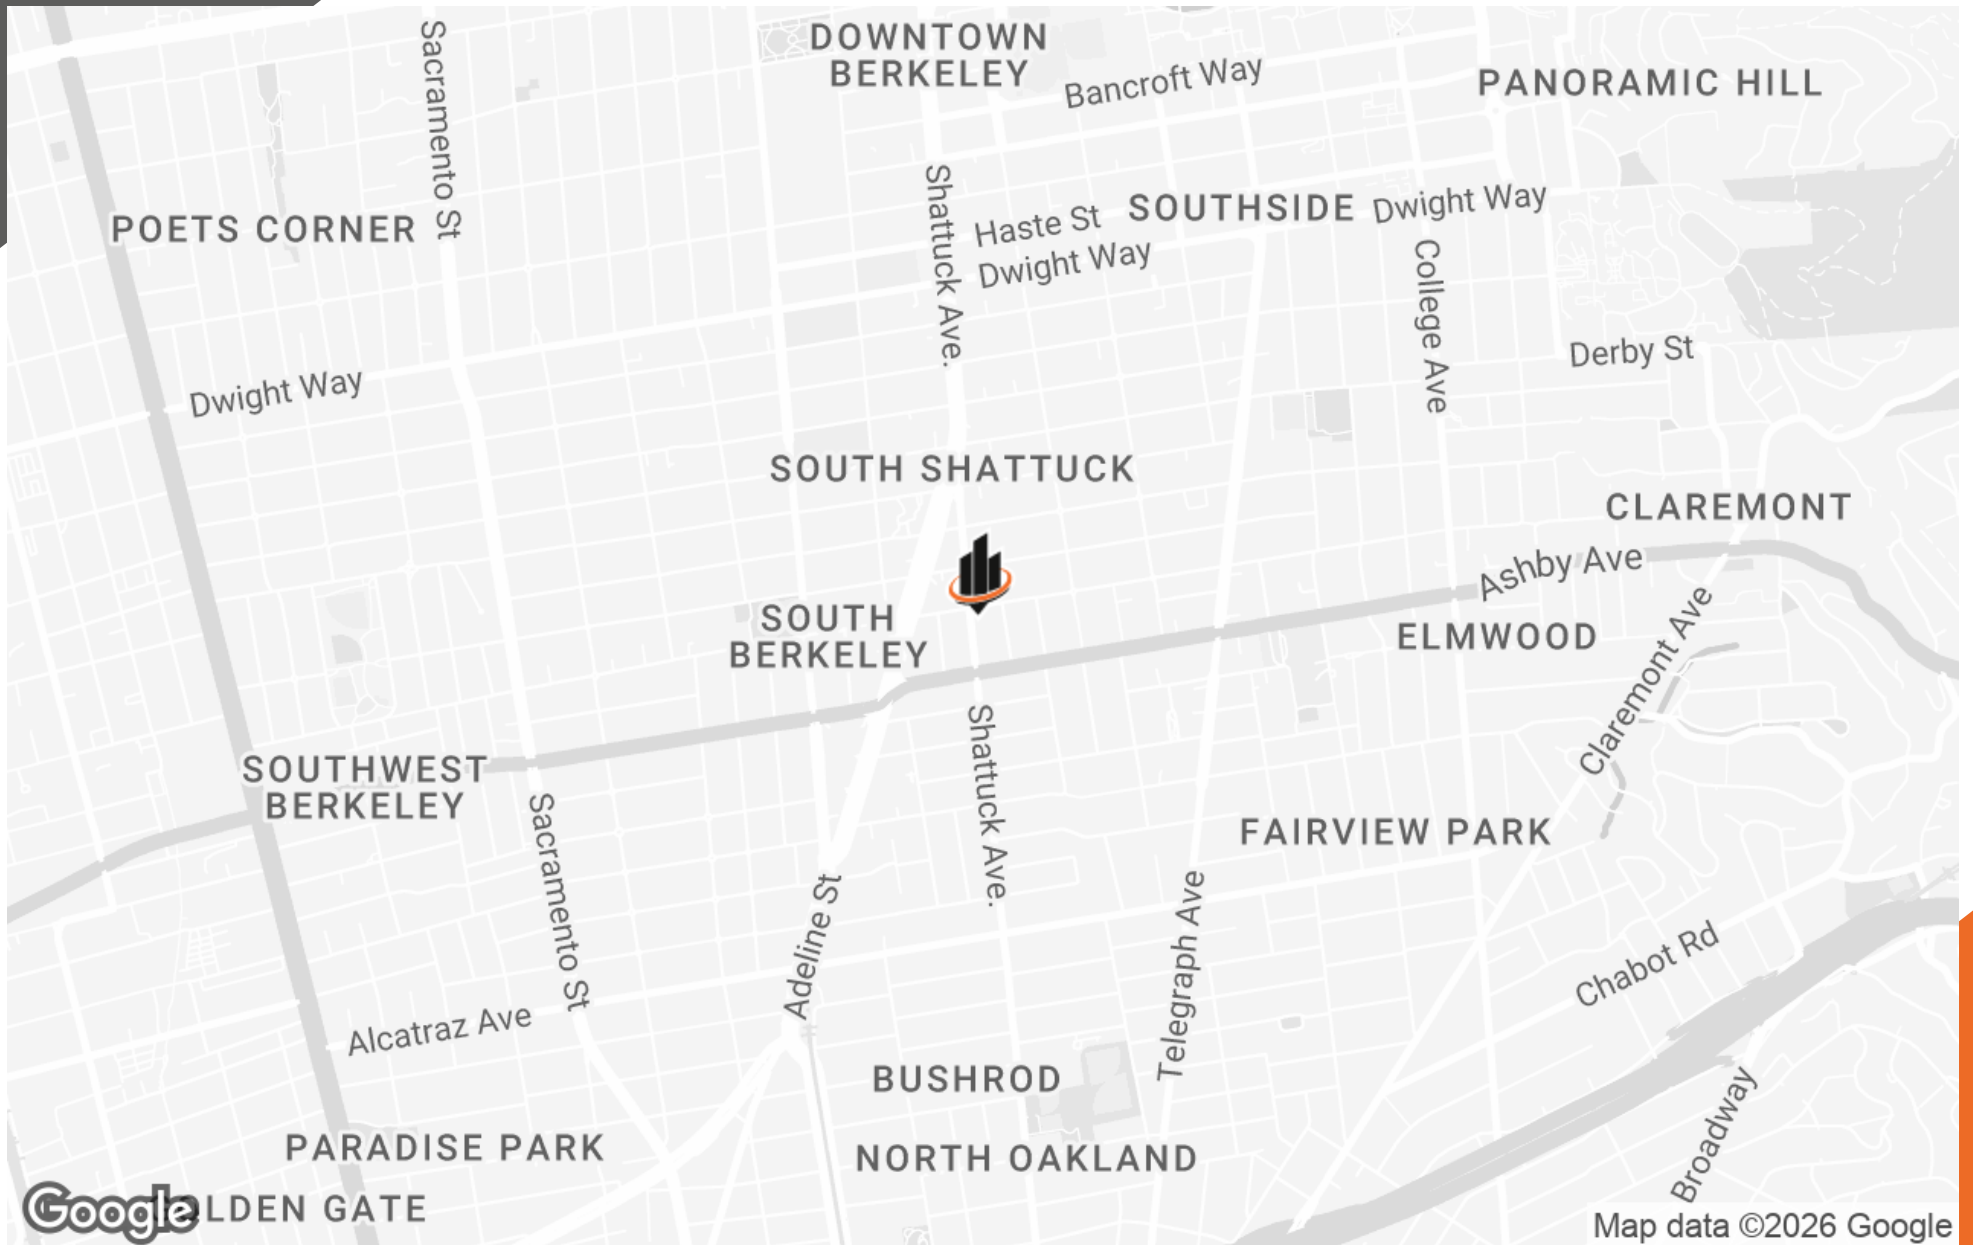 Sacramento St
DOWNTOWN
BERKELEY
Bancroft Way
PANORAMIC HILL
POETS CORNER
Shattuck Ave.
Haste St
SOUTHSIDE
Dwight Way
Dwight Way
College Ave
Derby St
Dwight Way
SOUTH SHATTUCK
CLAREMONT
Ashby Ave
SOUTH
BERKELEY
ELMWOOD
Claremont Ave
SOUTHWEST
BERKELEY
Sacramento St
Shattuck Ave.
FAIRVIEW PARK
Adeline St
Telegraph Ave
Chabot Rd
Alcatraz Ave
BUSHROD
PARADISE PARK
NORTH OAKLAND
Broadway
Google
GOLDEN GATE
Map data ©2026 Google